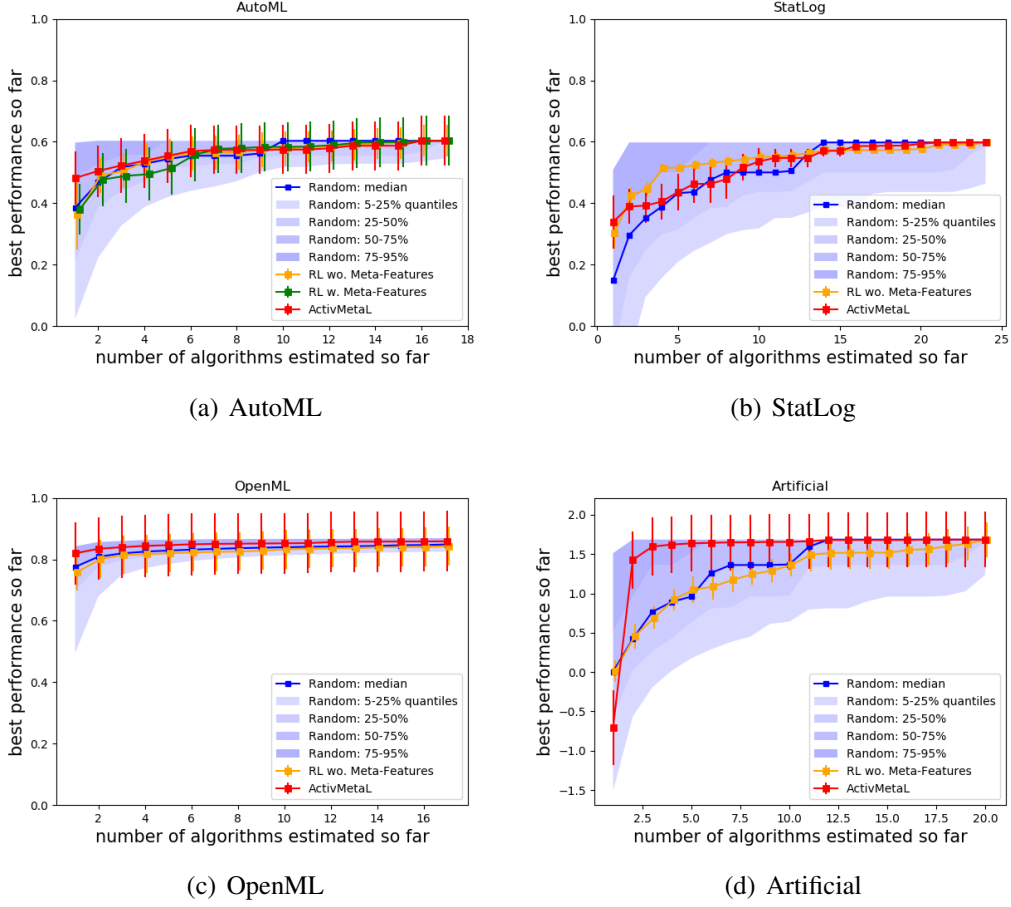 AutoML
1.0
0.8
0.6
0.4
0.2
0.0
best performance so far
Random: median
Random: 5-25% quantiles
Random: 25-50%
Random: 50-75%
Random: 75-95%
RL wo. Meta-Features
RL w. Meta-Features
ActivMetaL
2 4 6 8 10 12 14 16 18
number of algorithms estimated so far
(a) AutoML
StatLog
1.0
0.8
0.6
0.4
0.2
0.0
best performance so far
Random: median
Random: 5-25% quantiles
Random: 25-50%
Random: 50-75%
Random: 75-95%
RL wo. Meta-Features
ActivMetaL
0 5 10 15 20 25
number of algorithms estimated so far
(b) StatLog
OpenML
1.0
0.8
0.6
0.4
0.2
0.0
best performance so far
Random: median
Random: 5-25% quantiles
Random: 25-50%
Random: 50-75%
Random: 75-95%
RL wo. Meta-Features
ActivMetaL
2 4 6 8 10 12 14 16
number of algorithms estimated so far
(c) OpenML
Artificial
2.0
1.5
1.0
0.5
0.0
−0.5
−1.0
−1.5
best performance so far
Random: median
Random: 5-25% quantiles
Random: 25-50%
Random: 50-75%
Random: 75-95%
RL wo. Meta-Features
ActivMetaL
2.5 5.0 7.5 10.0 12.5 15.0 17.5 20.0
number of algorithms estimated so far
(d) Artificial